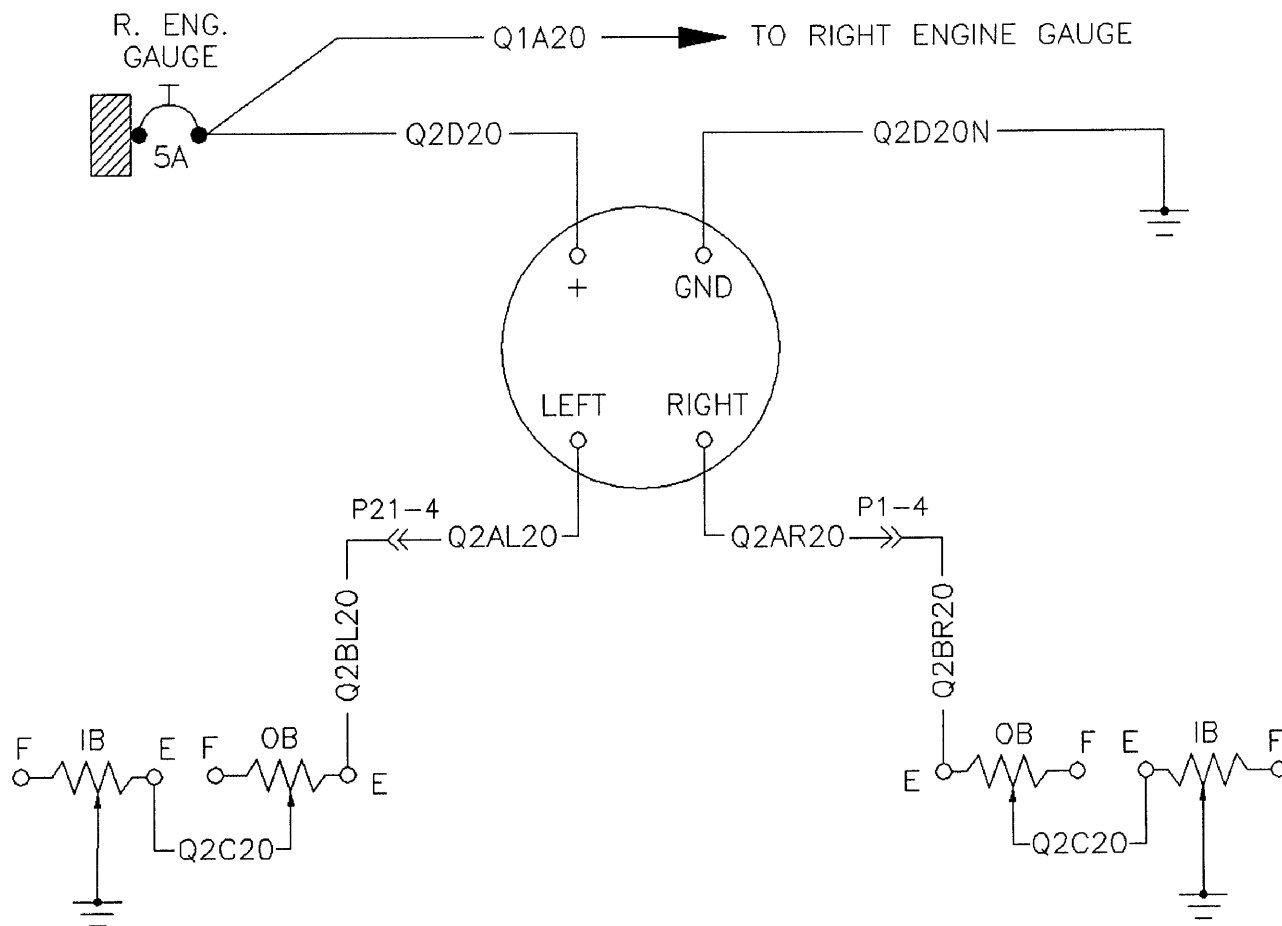 R. ENG.
GAUGE
Q1A20
TO RIGHT ENGINE GAUGE
5A
Q2D20
Q2D20N
+
GND
LEFT
RIGHT
P21-4
Q2AL20
Q2AR20
P1-4
Q2BL20
Q2BR20
F
IB
E
F
OB
E
E
OB
F
E
IB
F
Q2C20
Q2C20